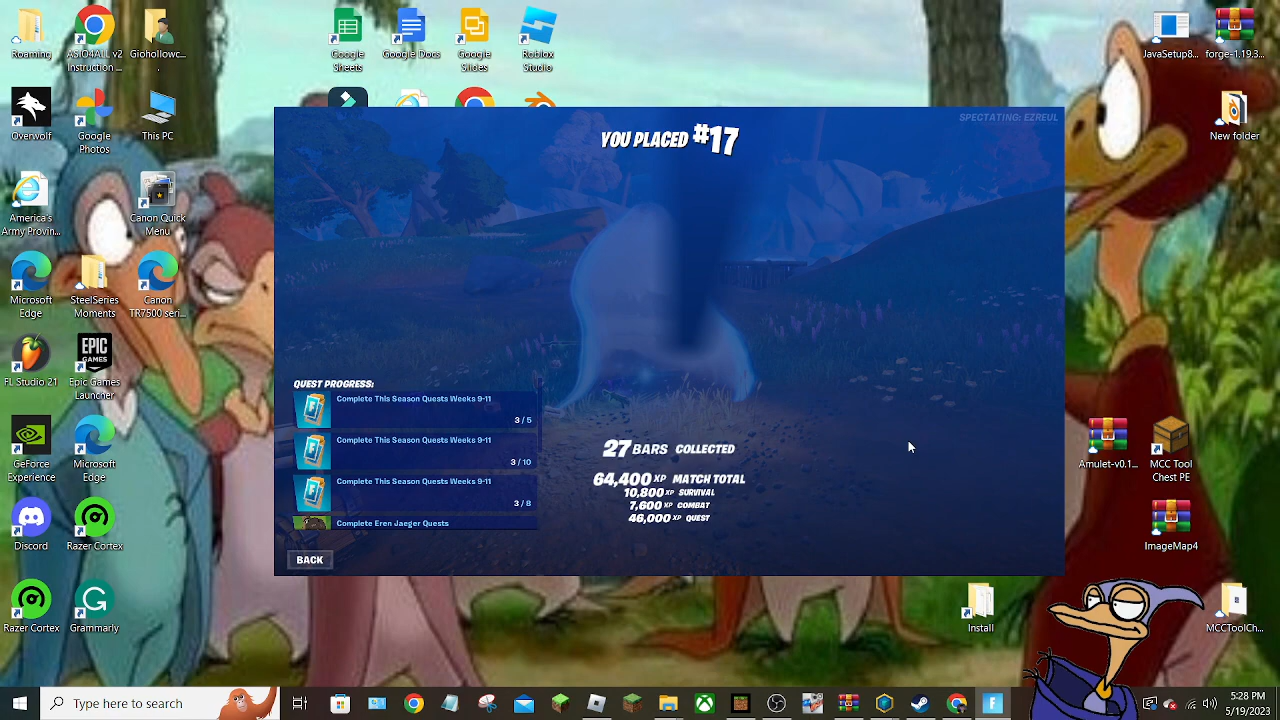 Roaming
ASIDWALL v2
instruction ...
Giohollowc...
.
Google
Sheets
Google Docs
Google
Slides
Roblox
Studio
JavaSetup8...
forge-1.19.3...
Overwolf
Google
Photos
This PC
New folder
America's
Army Provin...
Canon Quick
Menu
Microsoft
Edge
SteelSeries
Moments
Canon
TR7500 seri...
FL Studio 21
EPIC
GAMES
Epic Games
Launcher
GeForce
Experience
Microsoft
Edge
Discord
Razer Cortex
Razer Cortex
Grammarly
SPECTATING: EZREUL
YOU PLACED #17
QUEST PROGRESS:
Complete This Season Quests Weeks 9-11
3 / 5
Complete This Season Quests Weeks 9-11
3 / 10
Complete This Season Quests Weeks 9-11
3 / 8
Complete Eren Jaeger Quests
27 BARS COLLECTED
64,400 XP MATCH TOTAL
10,800 XP SURVIVAL
7,600 XP COMBAT
46,000 XP QUEST
BACK
Amulet-v0.1...
MCC Tool
Chest PE
ImageMap4
Install
MCCToolCh...
Type here to search
5:28 PM
5/19/2023